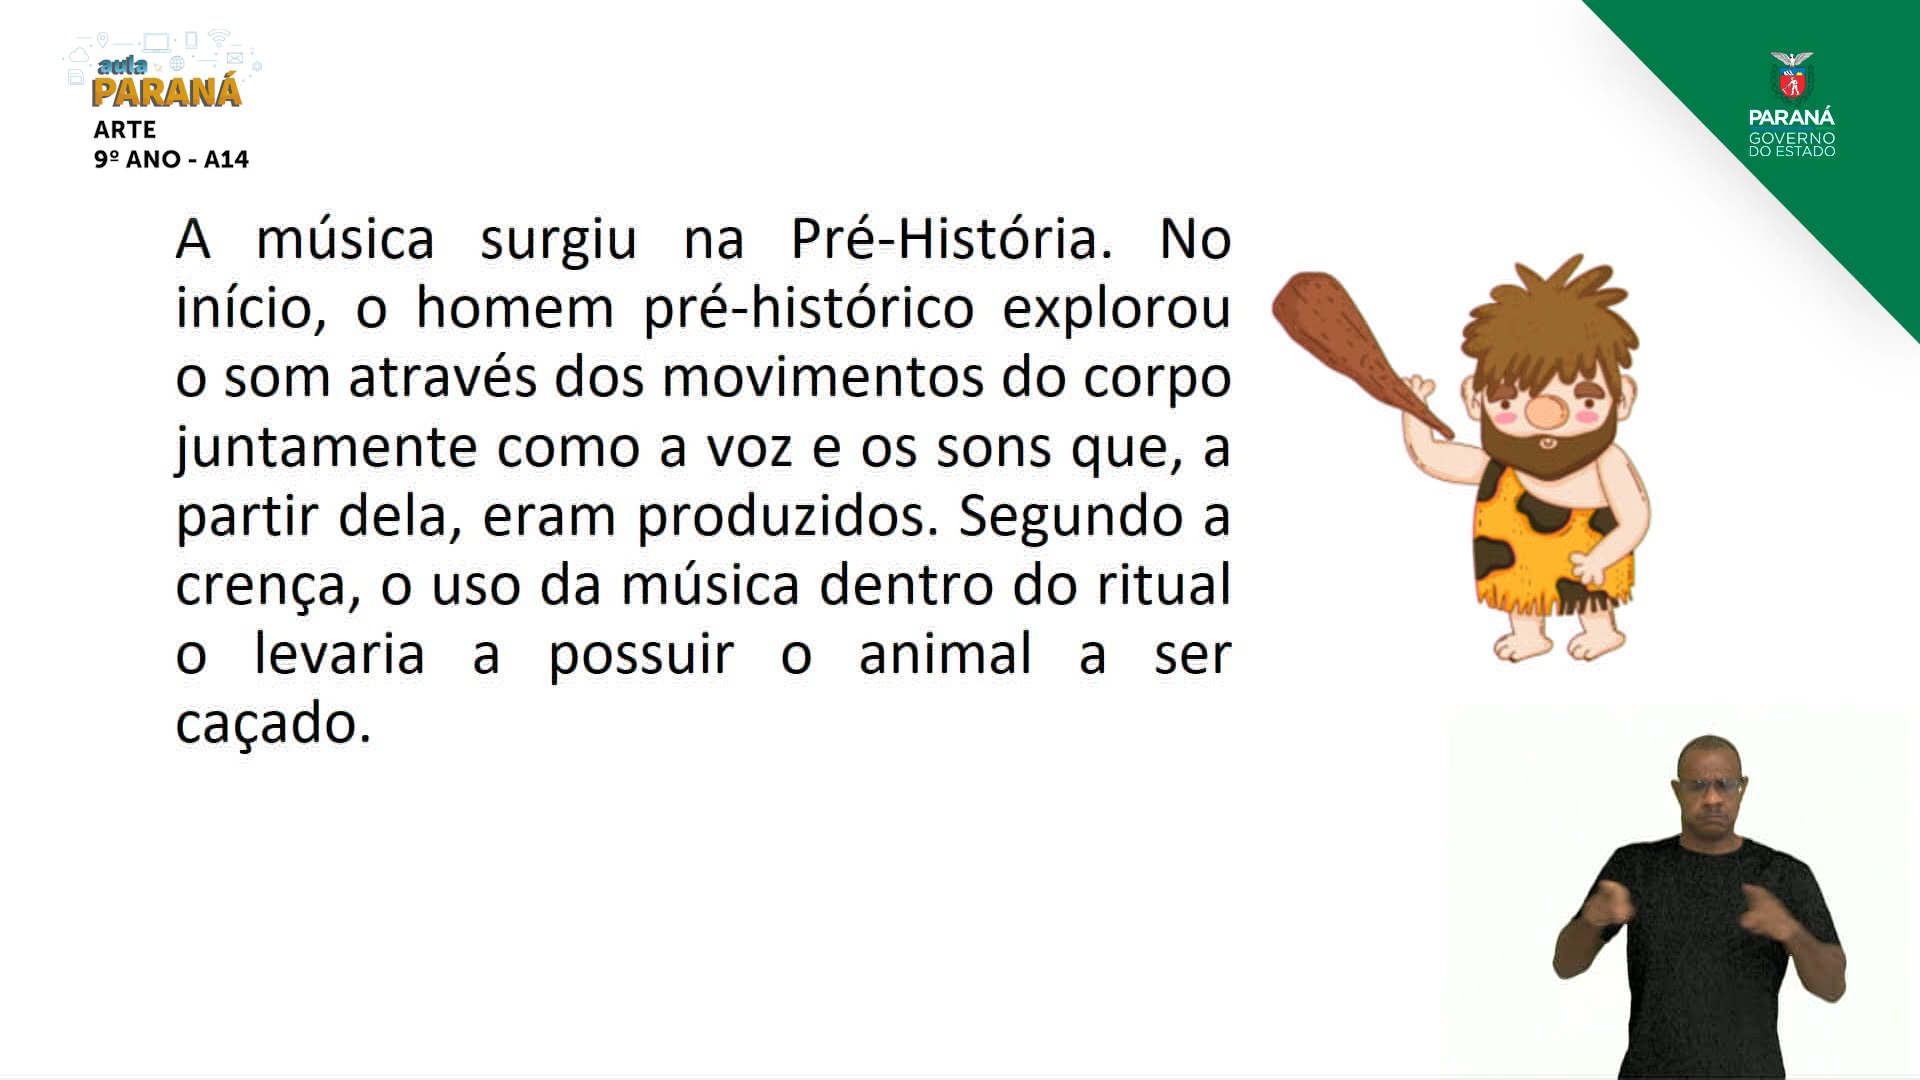 aula
PARANÁ
ARTE
9º ANO - A14
PARANÁ
GOVERNO
DO ESTADO
A música surgiu na Pré-História. No
início, o homem pré-histórico explorou
o som através dos movimentos do corpo
juntamente como a voz e os sons que, a
partir dela, eram produzidos. Segundo a
crença, o uso da música dentro do ritual
o levaria a possuir o animal a ser
caçado.